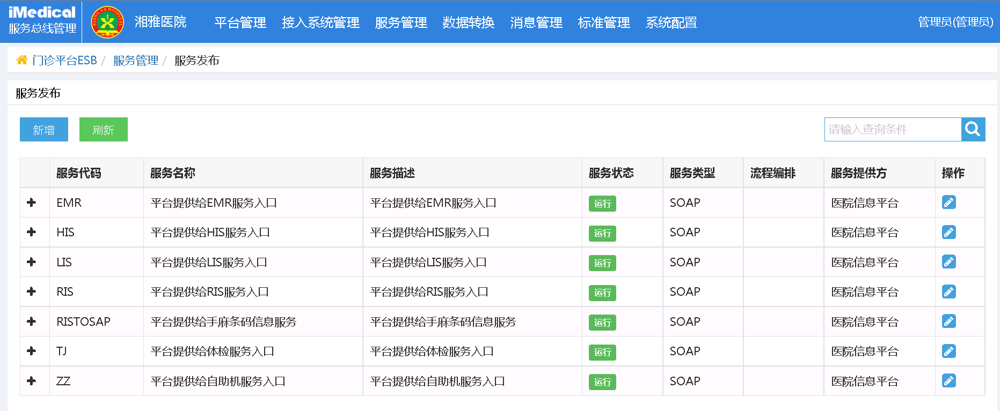 iMedical
服务总线管理
XIANG YA HOSPITAL
湘雅医院
平台管理 接入系统管理 服务管理 数据转换 消息管理 标准管理 系统配置
管理员(管理员)
门诊平台ESB / 服务管理 / 服务发布
服务发布
新增 刷新 请输入查询条件
服务代码 服务名称 服务描述 服务状态 服务类型 流程编排 服务提供方 操作
EMR 平台提供给EMR服务入口 平台提供给EMR服务入口 运行 SOAP 医院信息平台
HIS 平台提供给HIS服务入口 平台提供给HIS服务入口 运行 SOAP 医院信息平台
LIS 平台提供给LIS服务入口 平台提供给LIS服务入口 运行 SOAP 医院信息平台
RIS 平台提供给RIS服务入口 平台提供给RIS服务入口 运行 SOAP 医院信息平台
RISTOSAP 平台提供给手麻条码信息服务 平台提供给手麻条码信息服务 运行 SOAP 医院信息平台
TJ 平台提供给体检服务入口 平台提供给体检服务入口 运行 SOAP 医院信息平台
ZZ 平台提供给自助机服务入口 平台提供给自助机服务入口 运行 SOAP 医院信息平台